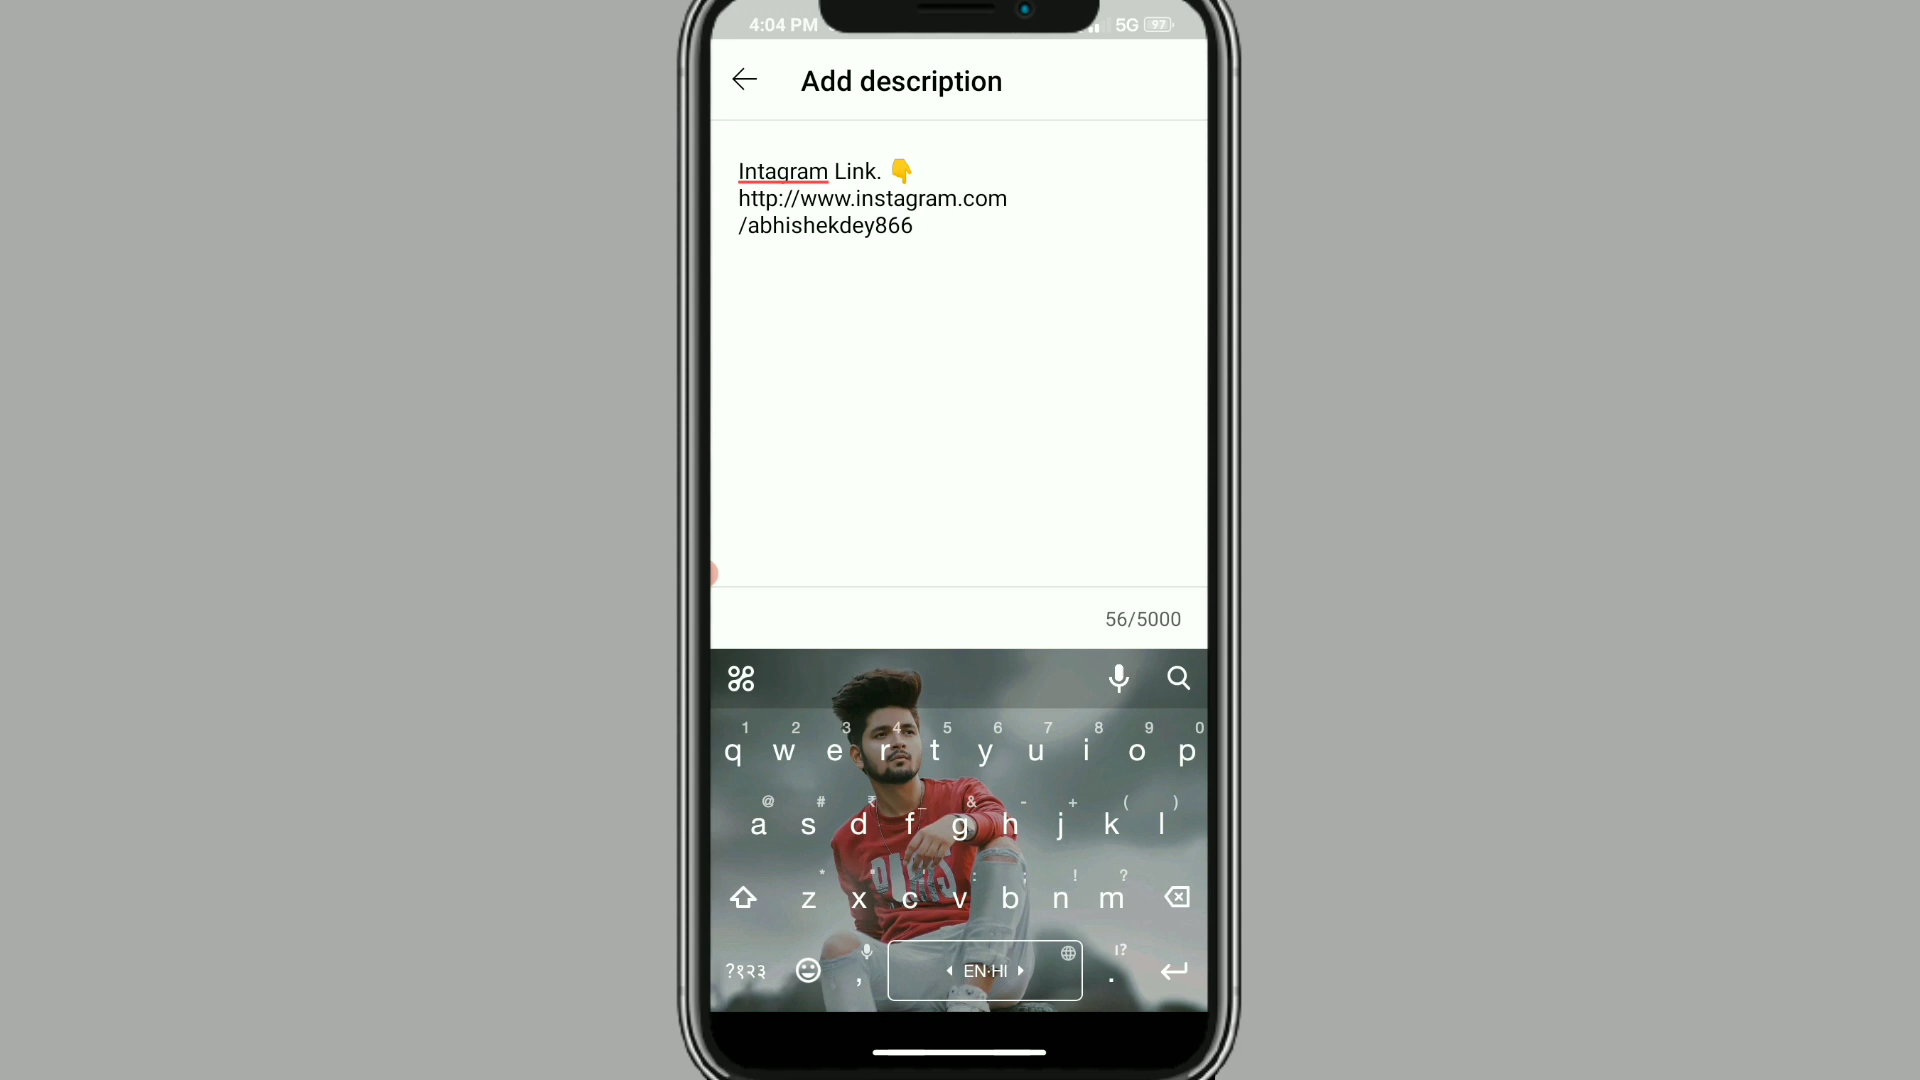 4:04 PM
5G 97
Add description
Intagram Link. 👇
http://www.instagram.com
/abhishekdey866
56/5000
1 2 3 4 5 6 7 8 9 0
q w e r t y u i o p
@ # ₹ _ & - + ( )
a s d f g h j k l
* " ' : ; ! ?
z x c v b n m
?१२३ , EN·HI . !?